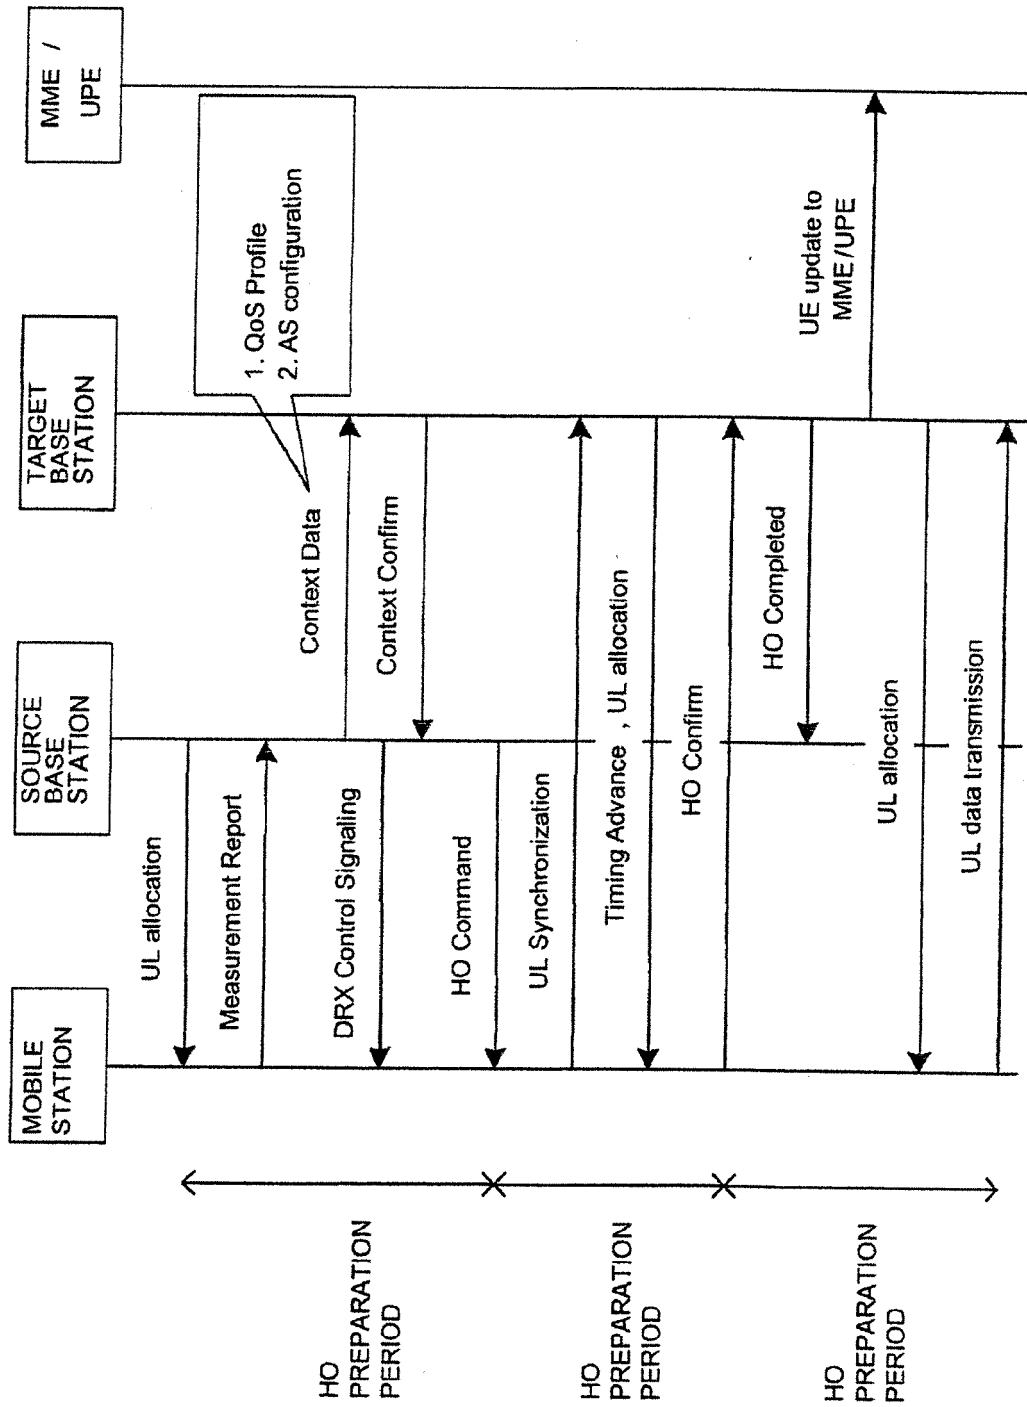 MOBILE
STATION
SOURCE
BASE
STATION
TARGET
BASE
STATION
MME /
UPE
UL allocation
Measurement Report
1. QoS Profile
2. AS configuration
Context Data
DRX Control Signaling
Context Confirm
HO Command
UL Synchronization
Timing Advance , UL allocation
HO Confirm
HO Completed
UE update to
MME/UPE
UL allocation
UL data transmission
HO
PREPARATION
PERIOD
HO
PREPARATION
PERIOD
HO
PREPARATION
PERIOD